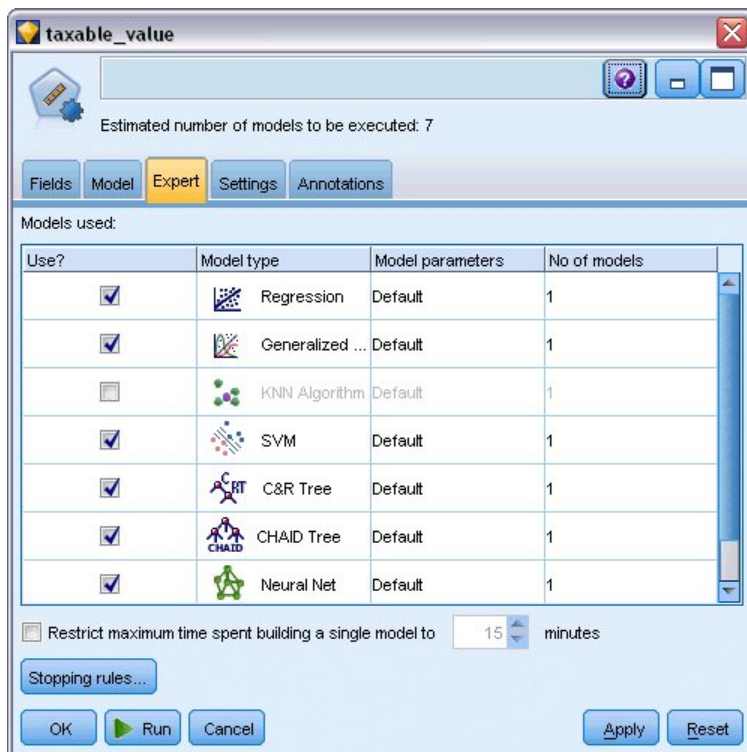 taxable_value
Estimated number of models to be executed: 7
Fields Model Expert Settings Annotations
Models used:
Use? Model type Model parameters No of models
Regression Default 1
Generalized ... Default 1
KNN Algorithm Default 1
SVM Default 1
C&R Tree Default 1
CHAID CHAID Tree Default 1
Neural Net Default 1
Restrict maximum time spent building a single model to 15 minutes
Stopping rules...
OK Run Cancel Apply Reset